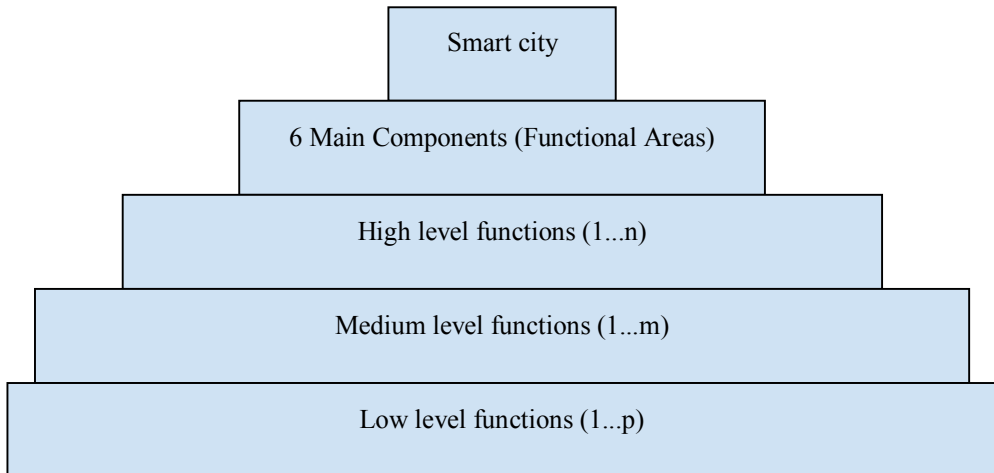 Smart city
6 Main Components (Functional Areas)
High level functions (1...n)
Medium level functions (1...m)
Low level functions (1...p)